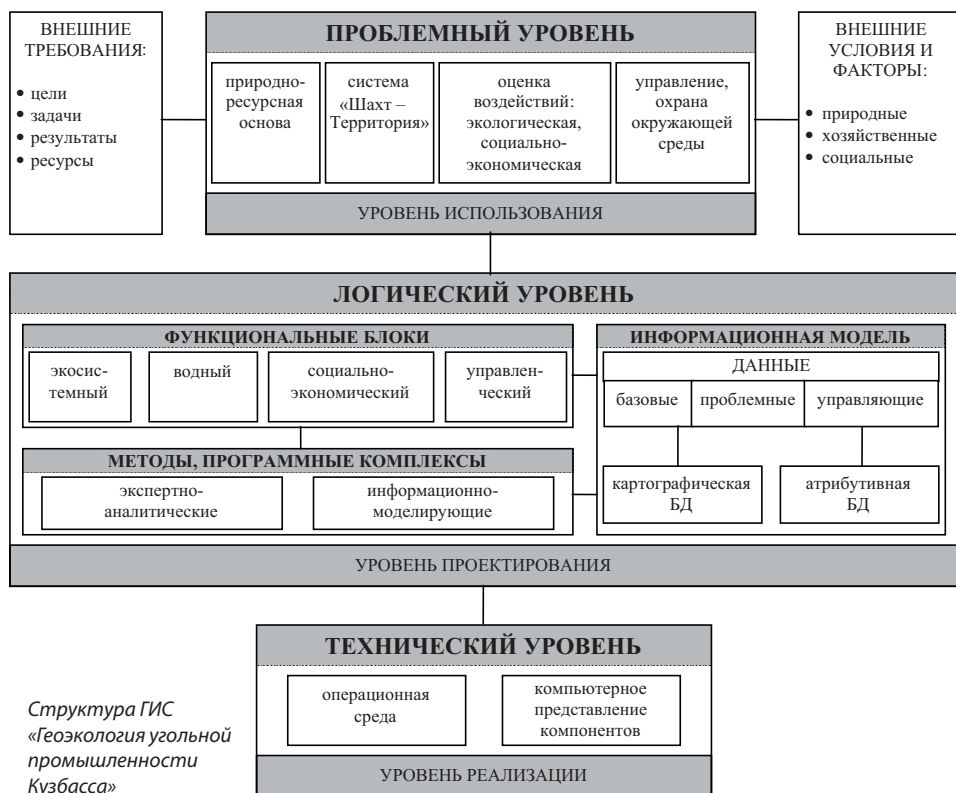 ВНЕШНИЕ
ТРЕБОВАНИЯ:
• цели
• задачи
• результаты
• ресурсы
ПРОБЛЕМНЫЙ УРОВЕНЬ
природно-
ресурсная
основа
система
«Шахт –
Территория»
оценка
воздействий:
экологическая,
социально-
экономическая
управление,
охрана
окружающей
среды
УРОВЕНЬ ИСПОЛЬЗОВАНИЯ
ВНЕШНИЕ
УСЛОВИЯ И
ФАКТОРЫ:
• природные
• хозяйственные
• социальные
ЛОГИЧЕСКИЙ УРОВЕНЬ
ФУНКЦИОНАЛЬНЫЕ БЛОКИ
экосис-
темный
водный
социально-
экономический
управлен-
ческий
МЕТОДЫ, ПРОГРАММНЫЕ КОМПЛЕКСЫ
экспертно-
аналитические
информационно-
моделирующие
ИНФОРМАЦИОННАЯ МОДЕЛЬ
ДАННЫЕ
базовые
проблемные
управляющие
картографическая
БД
атрибутивная
БД
УРОВЕНЬ ПРОЕКТИРОВАНИЯ
ТЕХНИЧЕСКИЙ УРОВЕНЬ
операционная
среда
компьютерное
представление
компонентов
УРОВЕНЬ РЕАЛИЗАЦИИ
Структура ГИС
«Геоэкология угольной
промышленности
Кузбасса»